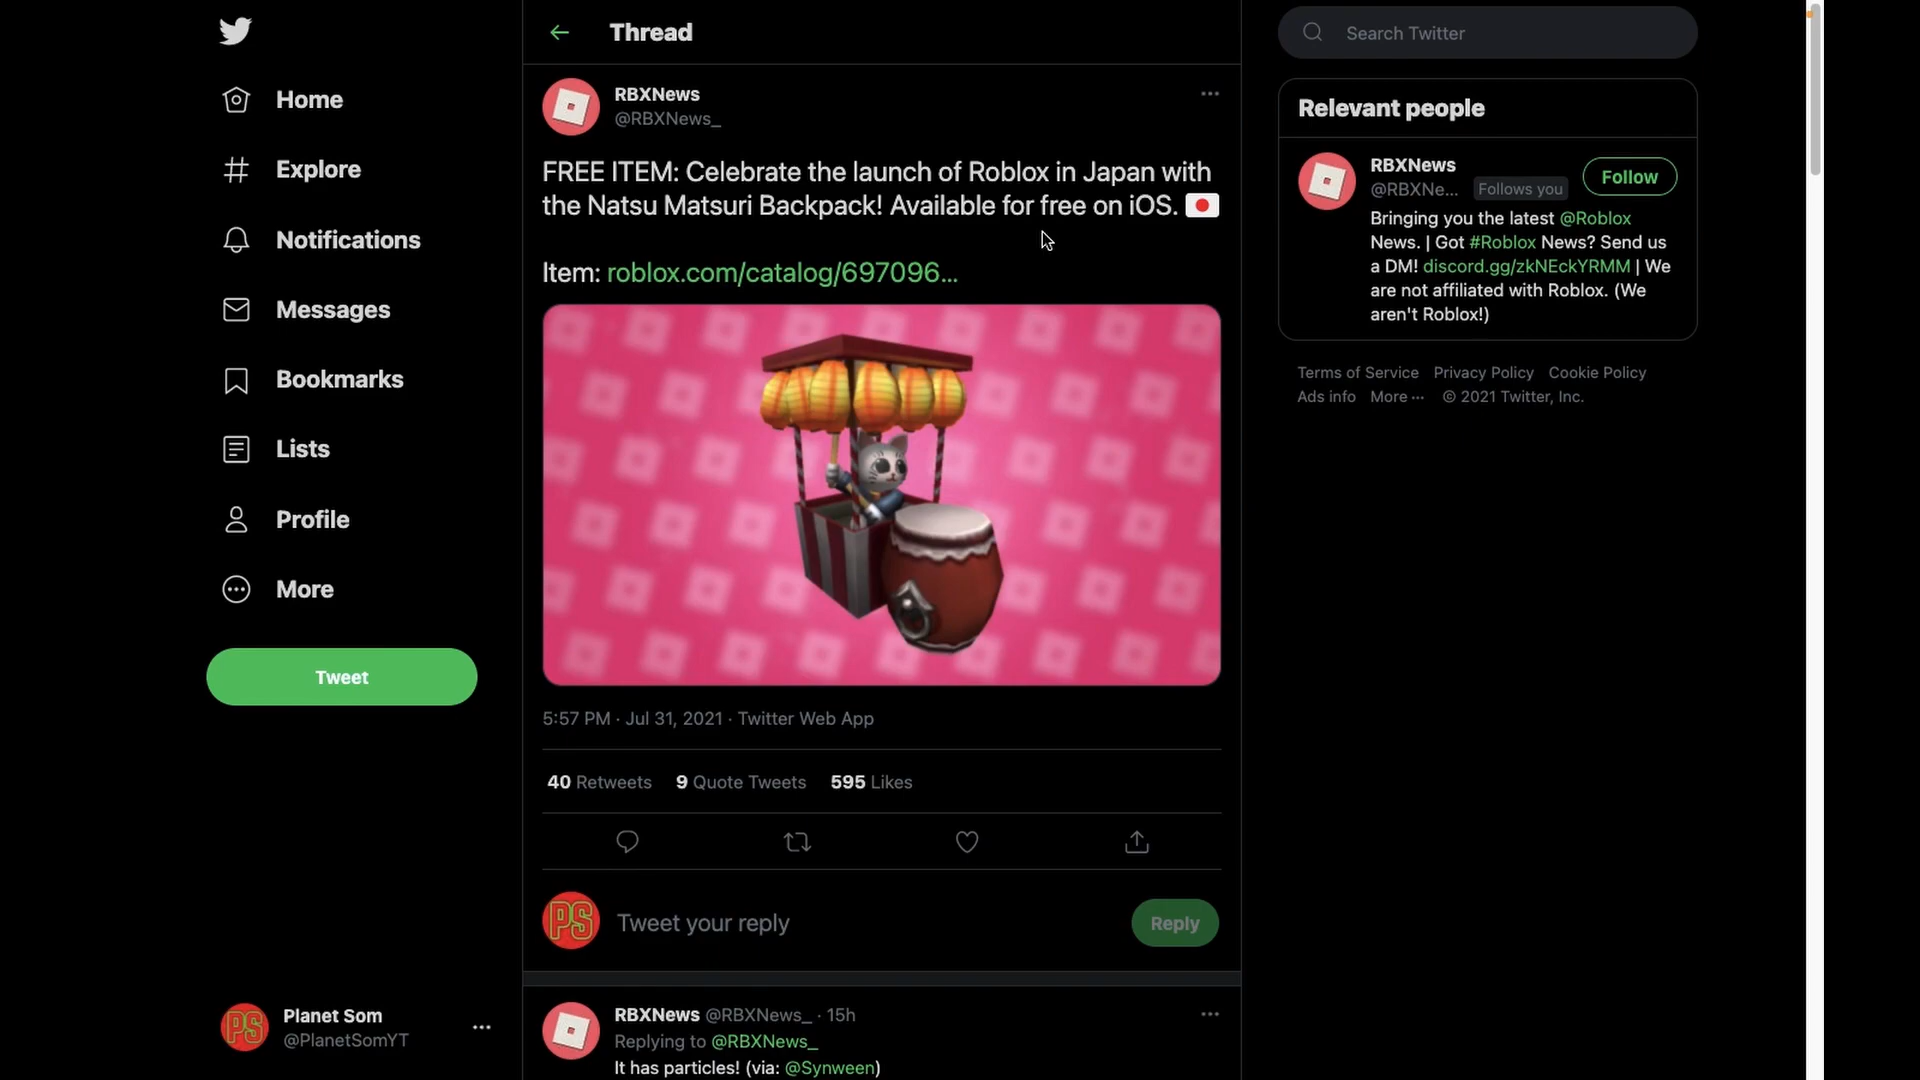 Home
Explore
Notifications
Messages
Bookmarks
Lists
Profile
More
Tweet
PS
Planet Som
@PlanetSomYT
Thread
RBXNews
@RBXNews_
FREE ITEM: Celebrate the launch of Roblox in Japan with
the Natsu Matsuri Backpack! Available for free on iOS. 🇯🇵
Item: roblox.com/catalog/697096...
5:57 PM · Jul 31, 2021 · Twitter Web App
40 Retweets 9 Quote Tweets 595 Likes
PS
Tweet your reply
Reply
RBXNews @RBXNews_ · 15h
Replying to @RBXNews_
It has particles! (via: @Synween)
Search Twitter
Relevant people
RBXNews
@RBXNe... Follows you
Follow
Bringing you the latest @Roblox
News. | Got #Roblox News? Send us
a DM! discord.gg/zkNEckYRMM | We
are not affiliated with Roblox. (We
aren't Roblox!)
Terms of Service Privacy Policy Cookie Policy
Ads info More ··· © 2021 Twitter, Inc.